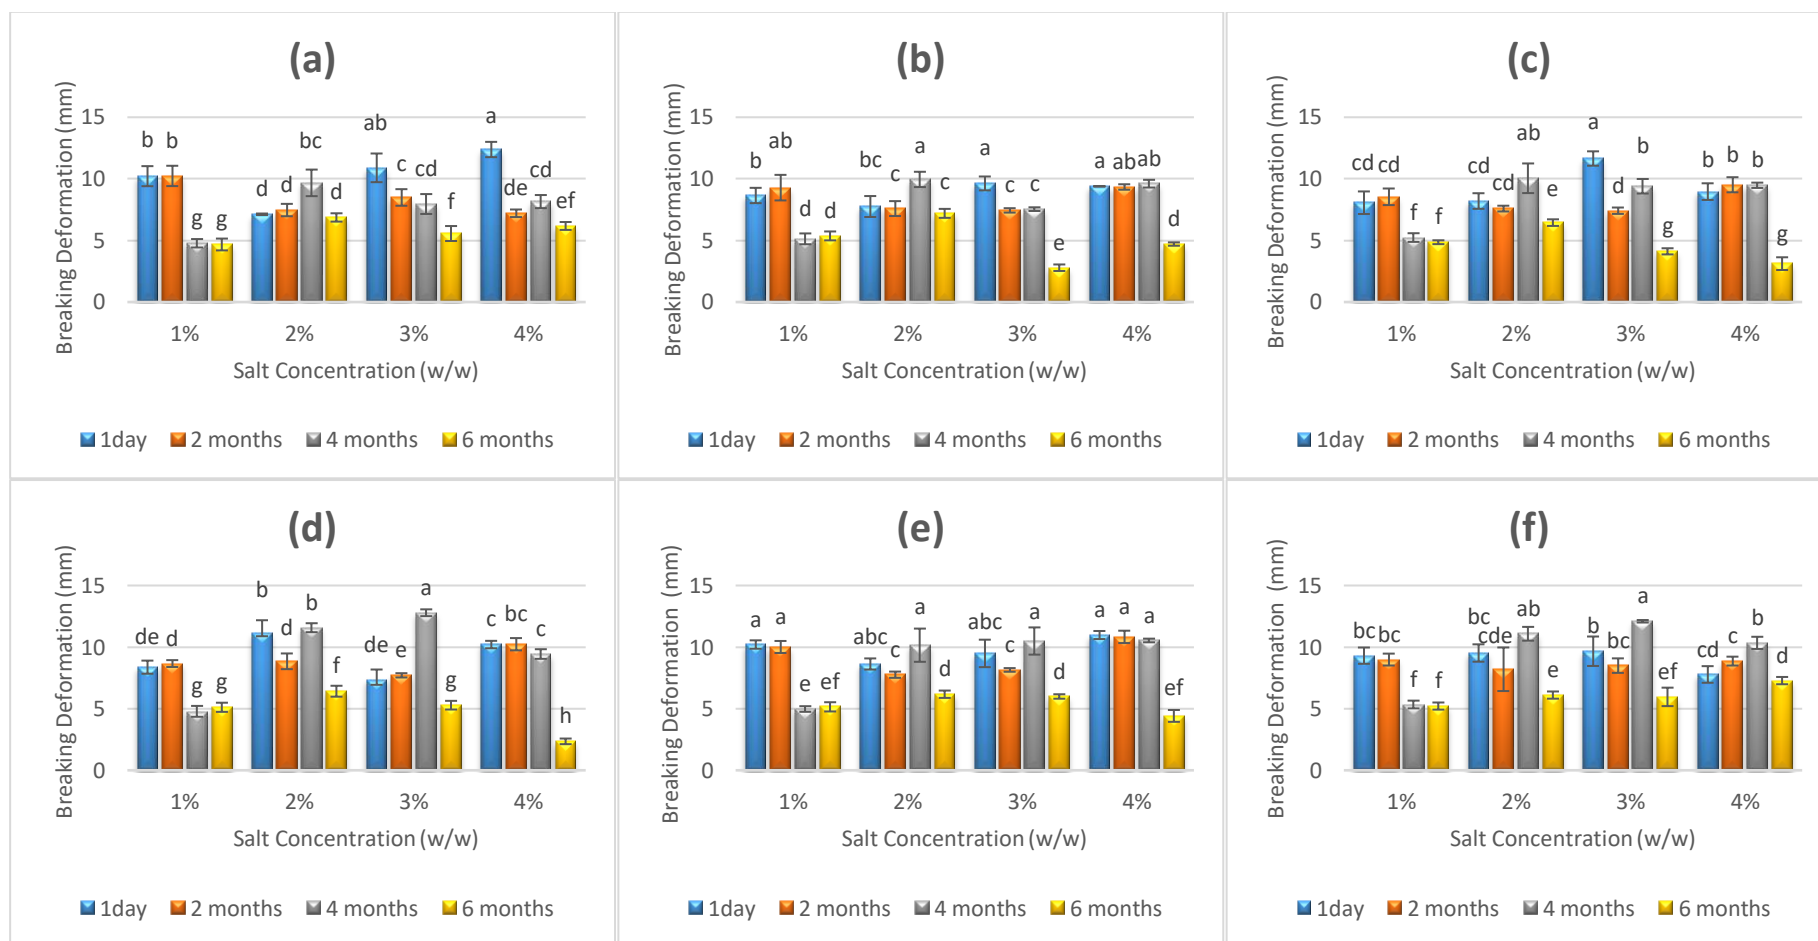 (a)
Breaking Deformation (mm)
15
10
5
0
b b g g d d bc d ab c cd f a de cd ef
1% 2% 3% 4%
Salt Concentration (w/w)
1day 2 months 4 months 6 months
(b)
Breaking Deformation (mm)
15
10
5
0
b ab d d bc c a c a c c e a ab ab d
1% 2% 3% 4%
Salt Concentration (w/w)
1day 2 months 4 months 6 months
(c)
Breaking Deformation (mm)
15
10
5
0
cd cd f f cd cd ab e a d b g b b b g
1% 2% 3% 4%
Salt Concentration (w/w)
1day 2 months 4 months 6 months
(d)
Breaking Deformation (mm)
15
10
5
0
de d g g b d b f de e a g c bc c h
1% 2% 3% 4%
Salt Concentration (w/w)
1day 2 months 4 months 6 months
(e)
Breaking Deformation (mm)
15
10
5
0
a a e ef abc c a d abc c a d a a a ef
1% 2% 3% 4%
Salt Concentration (w/w)
1day 2 months 4 months 6 months
(f)
Breaking Deformation (mm)
15
10
5
0
bc bc f f bc cde ab e b bc a ef cd c b d
1% 2% 3% 4%
Salt Concentration (w/w)
1day 2 months 4 months 6 months